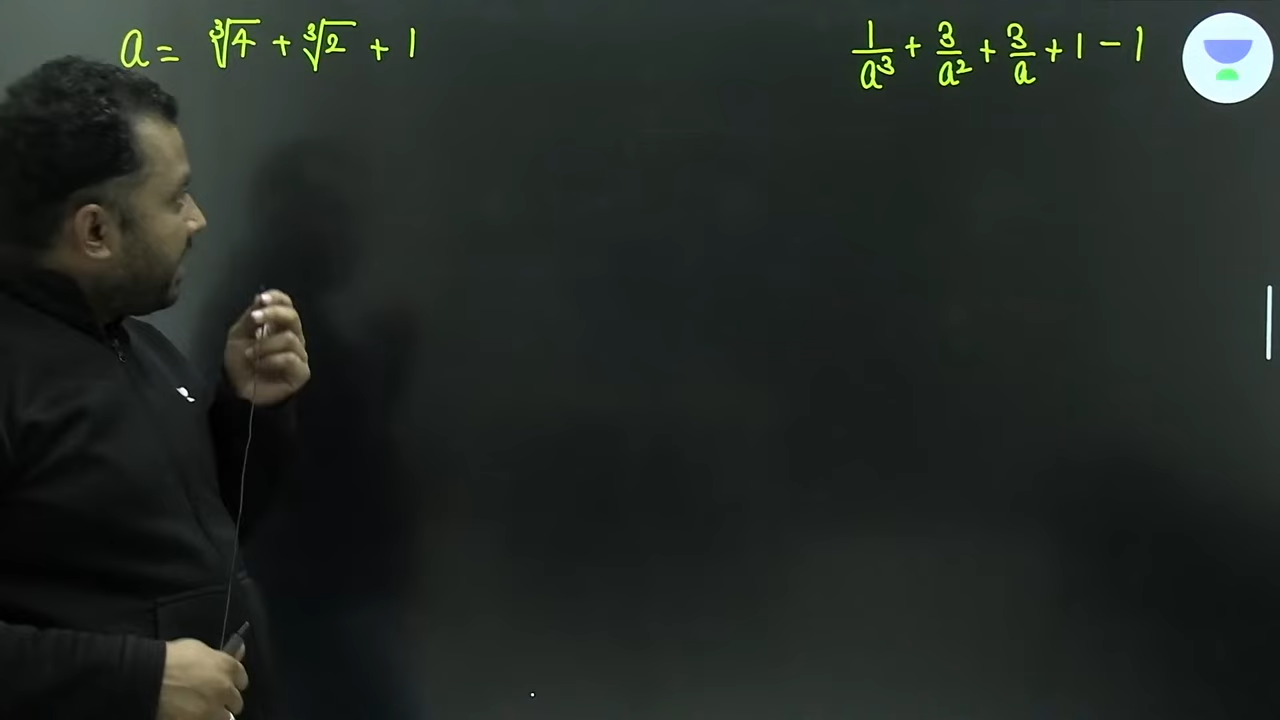 a = ∛4 + ∛2 + 1
1/a³ + 3/a² + 3/a + 1 − 1